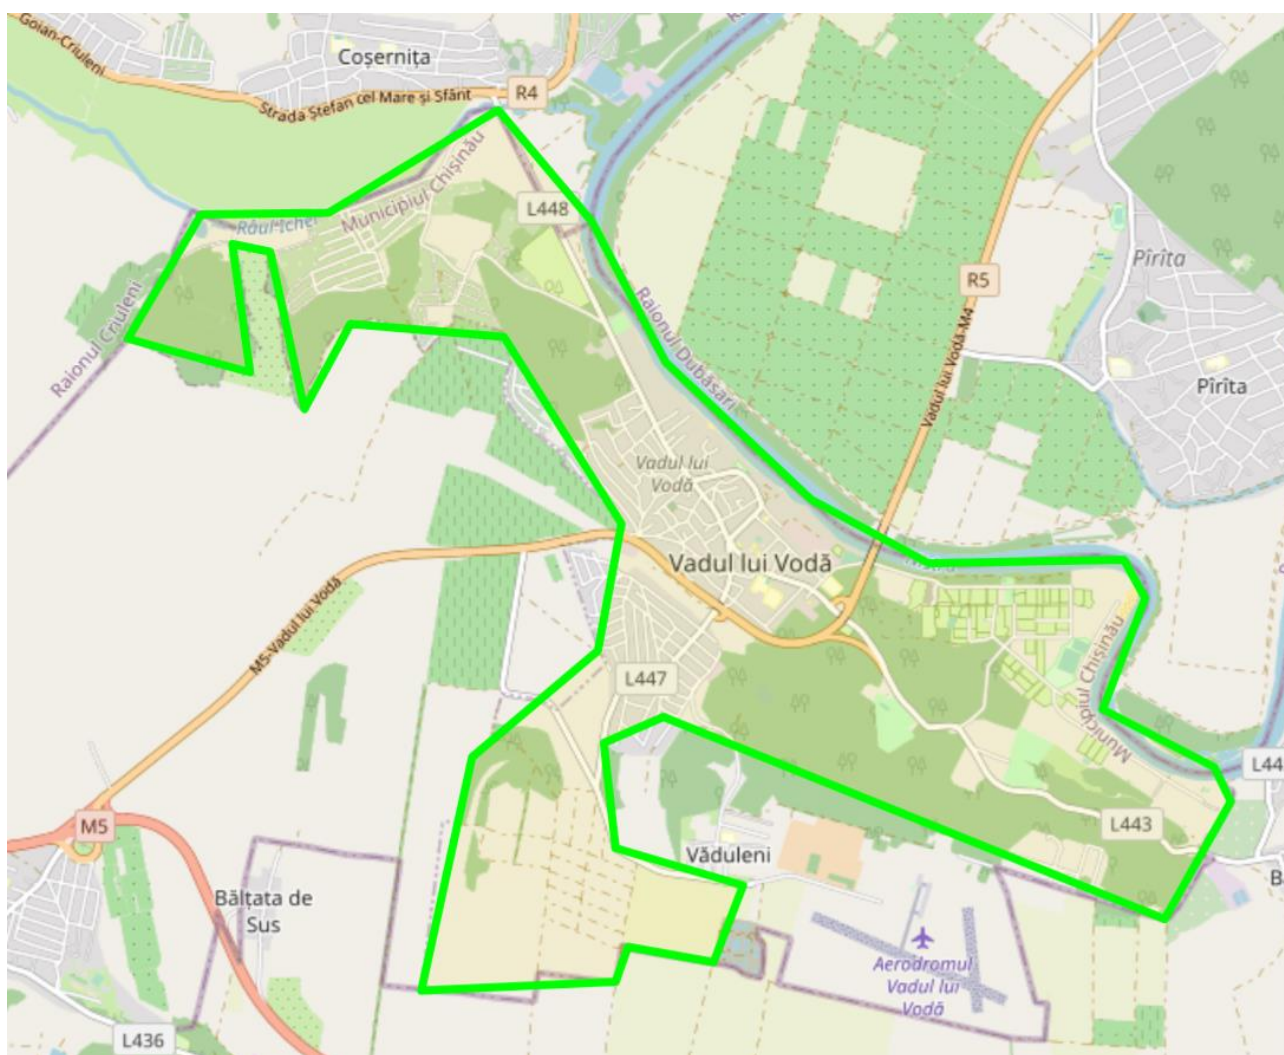 Goian-Criuleni
Coșernița
R4
Strada Ștefan cel Mare și Sfânt
Municipiul Chișinău
L448
Râul Ichel
Raionul Criuleni
Raionul Dubăsari
R5
Pîrîta
Pîrîta
Vadul lui Vodă-M4
Vadul lui
Vodă
Vadul lui Vodă
M5-Vadul lui Vodă
L447
Municipiul Chișinău
L44
M5
L443
Văduleni
B
Bălțata de
Sus
Aerodromul
Vadul lui
Vodă
L436